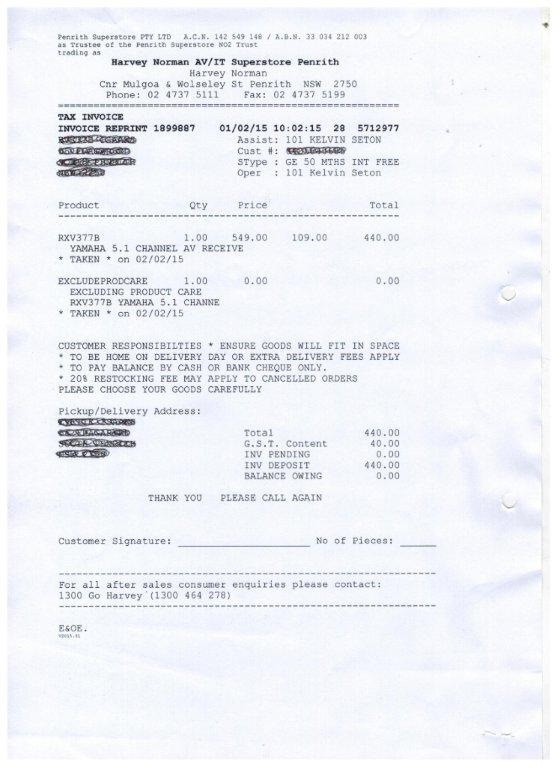 Penrith Superstore PTY LTD A.C.N. 142 549 148 / A.B.N. 33 034 212 003
as Trustee of the Penrith Superstore NO2 Trust
trading as
Harvey Norman AV/IT Superstore Penrith
Harvey Norman
Cnr Mulgoa & Wolseley St Penrith NSW 2750
Phone: 02 4737 5111 Fax: 02 4737 5199
TAX INVOICE
INVOICE REPRINT 1899887 01/02/15 10:02:15 28 5712977
Assist: 101 KELVIN SETON
Cust #:
SType : GE 50 MTHS INT FREE
Oper : 101 Kelvin Seton
Product Qty Price Total
RXV377B 1.00 549.00 109.00 440.00
YAMAHA 5.1 CHANNEL AV RECEIVE
* TAKEN * on 02/02/15
EXCLUDEPRODCARE 1.00 0.00 0.00
EXCLUDING PRODUCT CARE
RXV377B YAMAHA 5.1 CHANNE
* TAKEN * on 02/02/15
CUSTOMER RESPONSIBILTIES * ENSURE GOODS WILL FIT IN SPACE
* TO BE HOME ON DELIVERY DAY OR EXTRA DELIVERY FEES APPLY
* TO PAY BALANCE BY CASH OR BANK CHEQUE ONLY.
* 20% RESTOCKING FEE MAY APPLY TO CANCELLED ORDERS
PLEASE CHOOSE YOUR GOODS CAREFULLY
Pickup/Delivery Address:
Total 440.00
G.S.T. Content 40.00
INV PENDING 0.00
INV DEPOSIT 440.00
BALANCE OWING 0.00
THANK YOU PLEASE CALL AGAIN
Customer Signature: No of Pieces:
For all after sales consumer enquiries please contact:
1300 Go Harvey (1300 464 278)
E&OE.